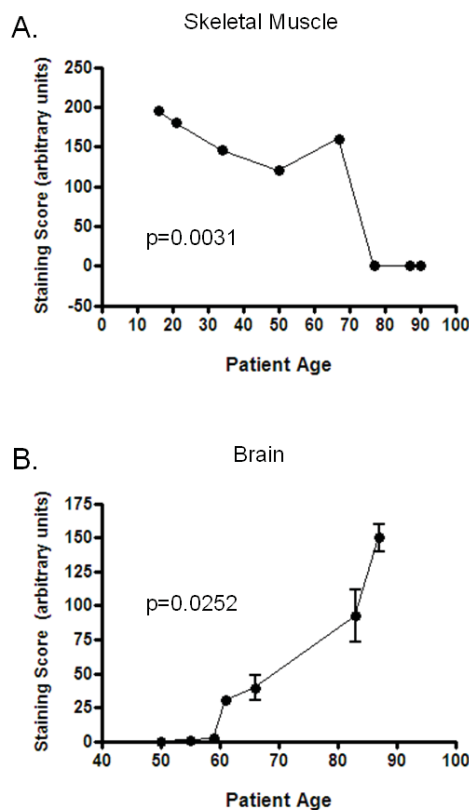 A.
Skeletal Muscle
Staining Score (arbitrary units)
250
200
150
100
50
0
-50
p=0.0031
0 10 20 30 40 50 60 70 80 90 100
Patient Age
B.
Brain
Staining Score (arbitrary units)
175
150
125
100
75
50
25
0
p=0.0252
40 50 60 70 80 90 100
Patient Age